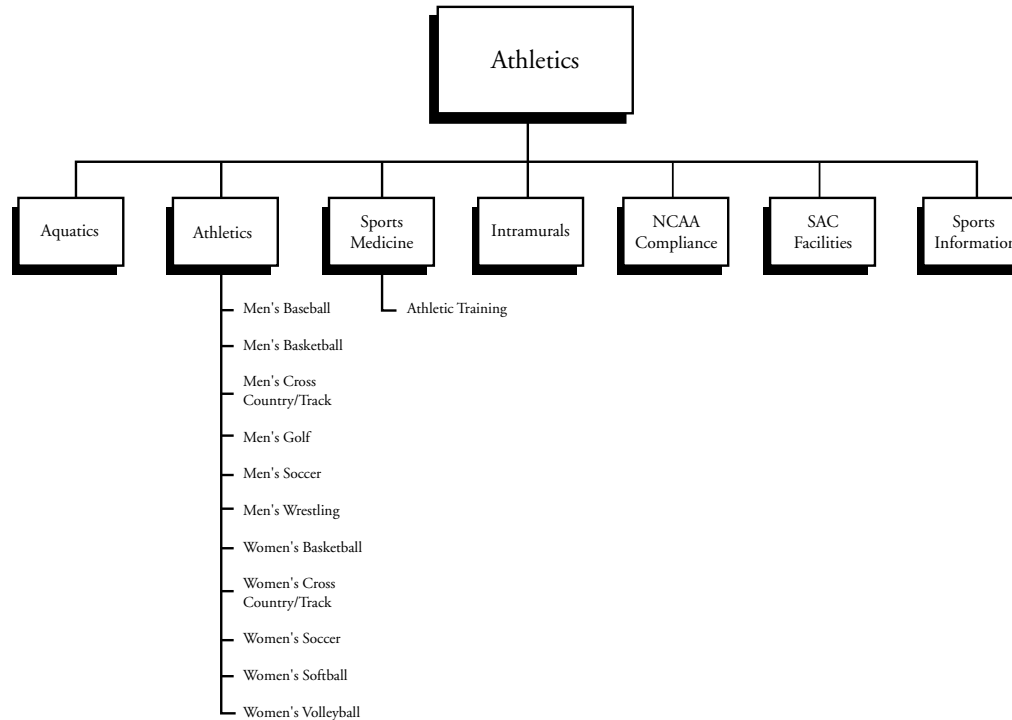 Athletics
Aquatics
Athletics
Sports
Medicine
Intramurals
NCAA
Compliance
SAC
Facilities
Sports
Information
Men's Baseball
Athletic Training
Men's Basketball
Men's Cross
Country/Track
Men's Golf
Men's Soccer
Men's Wrestling
Women's Basketball
Women's Cross
Country/Track
Women's Soccer
Women's Softball
Women's Volleyball